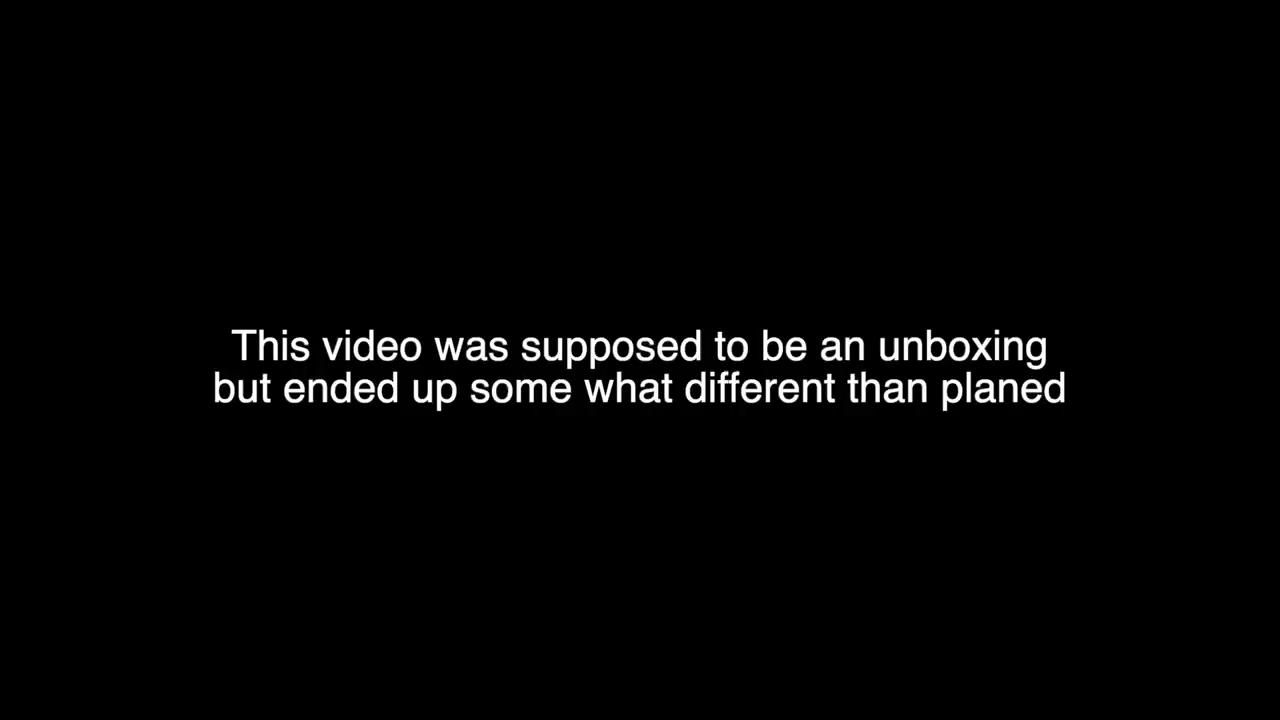 This video was supposed to be an unboxing
but ended up some what different than planed